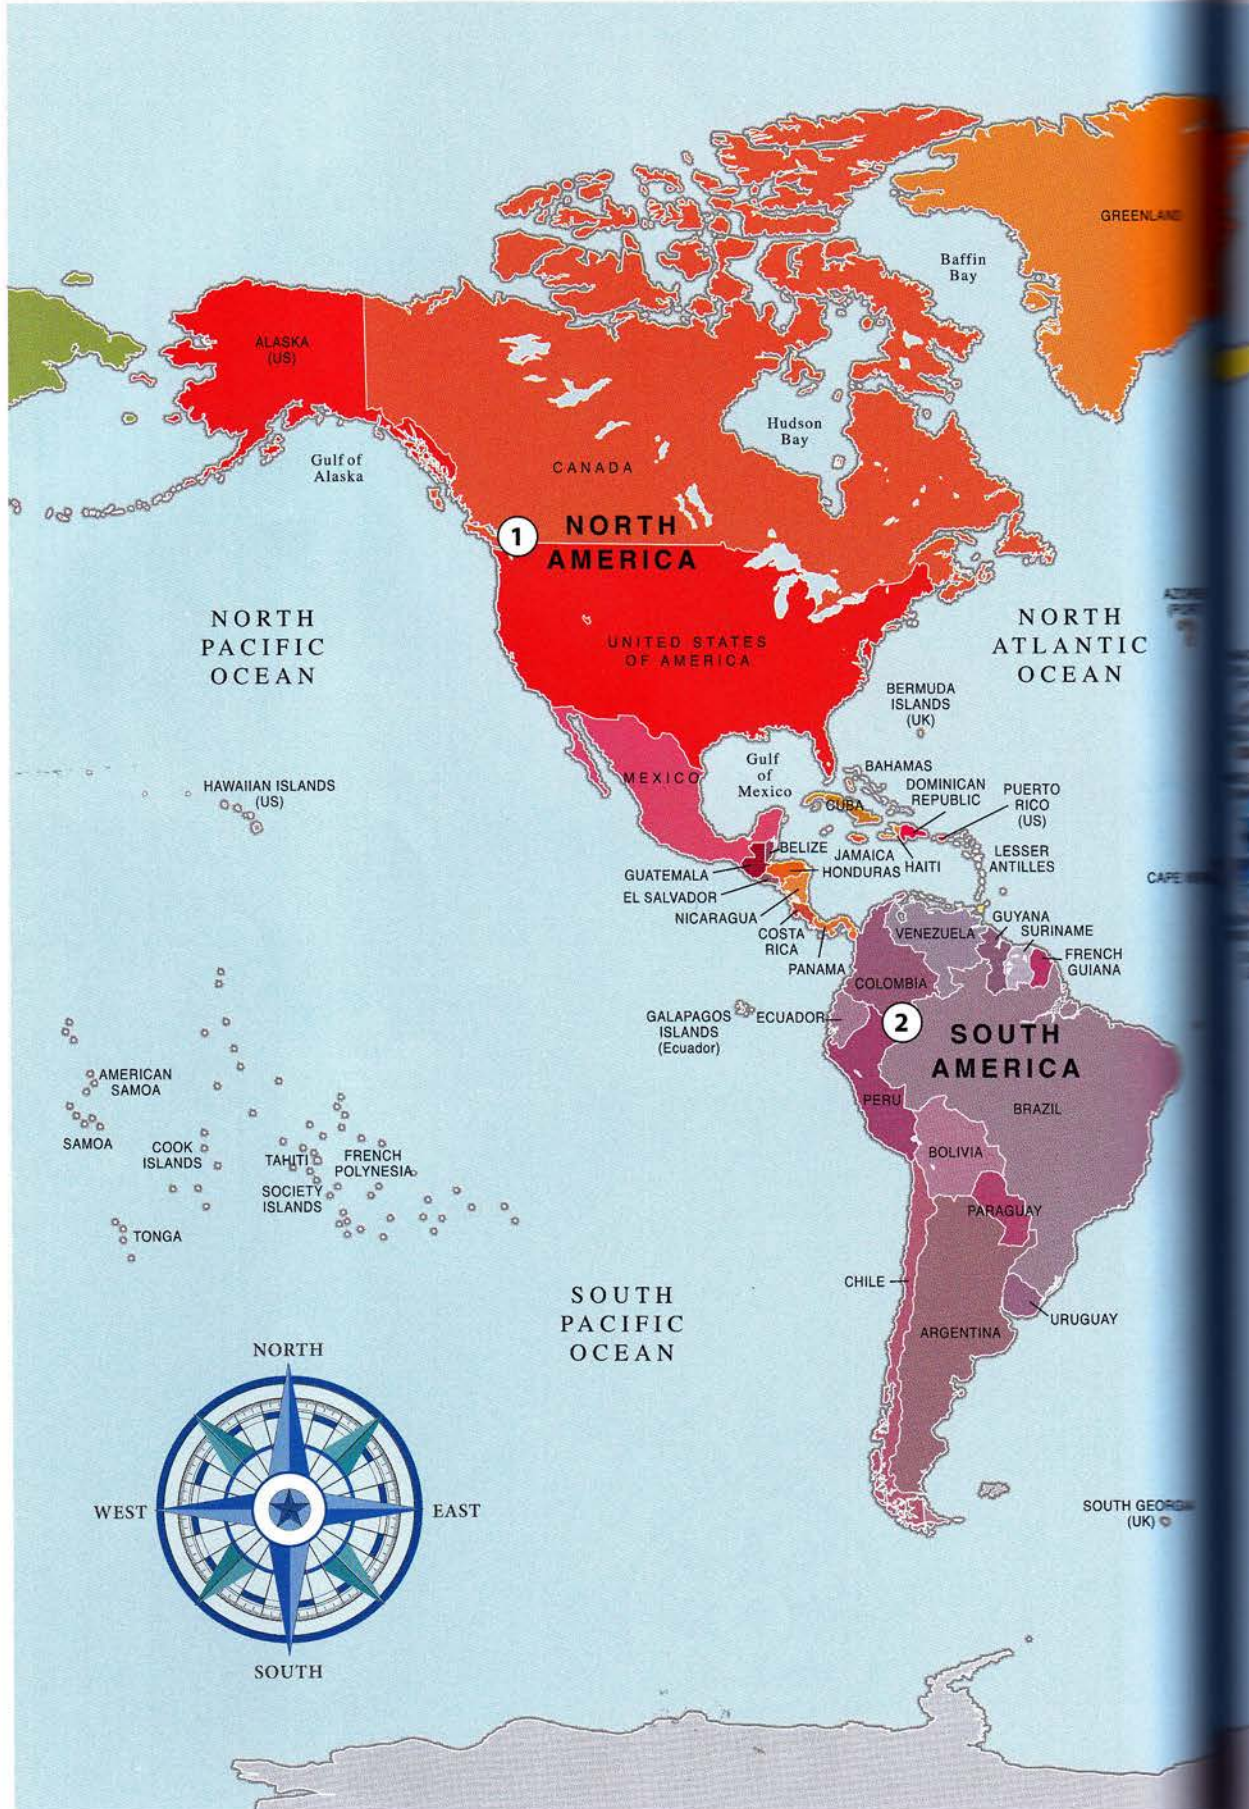 GREENLAND
Baffin
Bay
ALASKA
(US)
Hudson
Bay
Gulf of
Alaska
CANADA
1
NORTH
AMERICA
NORTH
PACIFIC
OCEAN
UNITED STATES
OF AMERICA
NORTH
ATLANTIC
OCEAN
BERMUDA
ISLANDS
(UK)
HAWAIIAN ISLANDS
(US)
MEXICO
Gulf
of
Mexico
BAHAMAS
CUBA
DOMINICAN
REPUBLIC
PUERTO
RICO
(US)
BELIZE
JAMAICA
HAITI
LESSER
ANTILLES
GUATEMALA
HONDURAS
EL SALVADOR
NICARAGUA
COSTA
RICA
PANAMA
CAPE
VENEZUELA
GUYANA
SURINAME
FRENCH
GUIANA
COLOMBIA
GALAPAGOS
ISLANDS
(Ecuador)
ECUADOR
2
SOUTH
AMERICA
PERU
BRAZIL
AMERICAN
SAMOA
SAMOA
COOK
ISLANDS
TAHITI
FRENCH
POLYNESIA
SOCIETY
ISLANDS
TONGA
BOLIVIA
PARAGUAY
CHILE
URUGUAY
ARGENTINA
SOUTH
PACIFIC
OCEAN
NORTH
WEST
EAST
SOUTH
SOUTH GEORGIA
(UK)